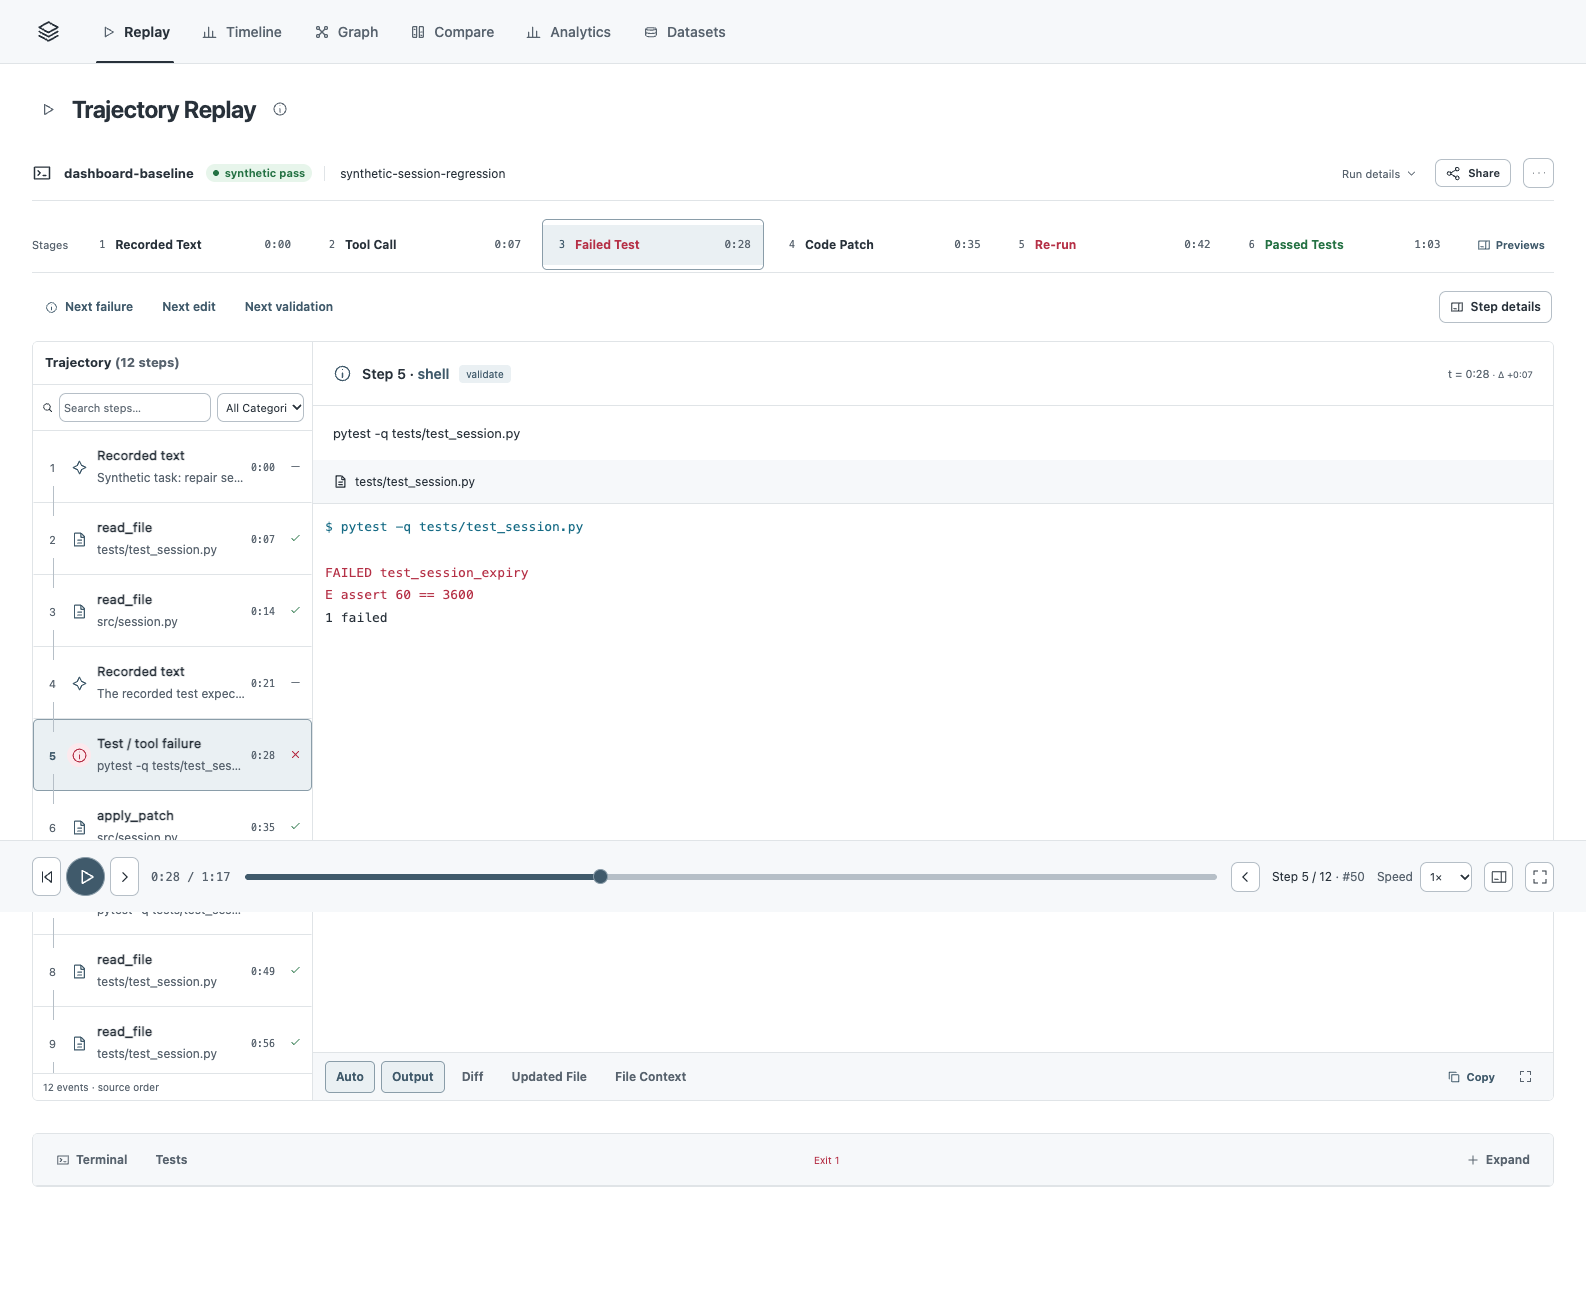 Replay Timeline Graph Compare Analytics Datasets
Trajectory Replay
dashboard-baseline synthetic pass synthetic-session-regression Run details Share
Stages 1 Recorded Text 0:00 2 Tool Call 0:07 3 Failed Test 0:28 4 Code Patch 0:35 5 Re-run 0:42 6 Passed Tests 1:03 Previews
Next failure Next edit Next validation Step details
Trajectory (12 steps)
Search steps... All Categori
1 Recorded text 0:00 –
Synthetic task: repair se...
2 read_file 0:07
tests/test_session.py
3 read_file 0:14
src/session.py
4 Recorded text 0:21 –
The recorded test expec...
5 Test / tool failure 0:28
pytest -q tests/test_ses...
6 apply_patch 0:35
src/session.py
pytest -q tests/test_ses...
8 read_file 0:49
tests/test_session.py
9 read_file 0:56
tests/test_session.py
12 events · source order
Step 5 · shell validate t = 0:28 · Δ +0:07
pytest -q tests/test_session.py
tests/test_session.py
$ pytest -q tests/test_session.py
FAILED test_session_expiry
E assert 60 == 3600
1 failed
0:28 / 1:17 Step 5 / 12 · #50 Speed 1×
Auto Output Diff Updated File File Context Copy
Terminal Tests Exit 1 Expand